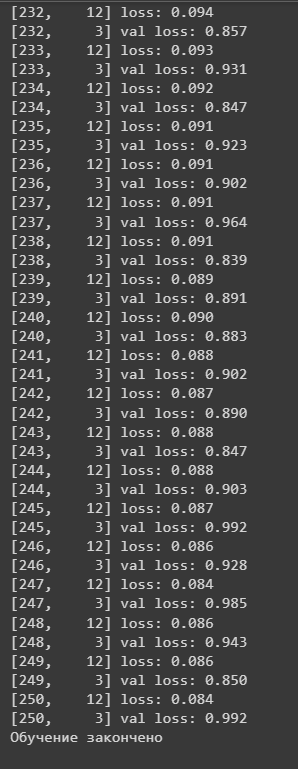 [232,    12] loss: 0.094
[232,     3] val loss: 0.857
[233,    12] loss: 0.093
[233,     3] val loss: 0.931
[234,    12] loss: 0.092
[234,     3] val loss: 0.847
[235,    12] loss: 0.091
[235,     3] val loss: 0.923
[236,    12] loss: 0.091
[236,     3] val loss: 0.902
[237,    12] loss: 0.091
[237,     3] val loss: 0.964
[238,    12] loss: 0.091
[238,     3] val loss: 0.839
[239,    12] loss: 0.089
[239,     3] val loss: 0.891
[240,    12] loss: 0.090
[240,     3] val loss: 0.883
[241,    12] loss: 0.088
[241,     3] val loss: 0.902
[242,    12] loss: 0.087
[242,     3] val loss: 0.890
[243,    12] loss: 0.088
[243,     3] val loss: 0.847
[244,    12] loss: 0.088
[244,     3] val loss: 0.903
[245,    12] loss: 0.087
[245,     3] val loss: 0.992
[246,    12] loss: 0.086
[246,     3] val loss: 0.928
[247,    12] loss: 0.084
[247,     3] val loss: 0.985
[248,    12] loss: 0.086
[248,     3] val loss: 0.943
[249,    12] loss: 0.086
[249,     3] val loss: 0.850
[250,    12] loss: 0.084
[250,     3] val loss: 0.992
Обучение закончено